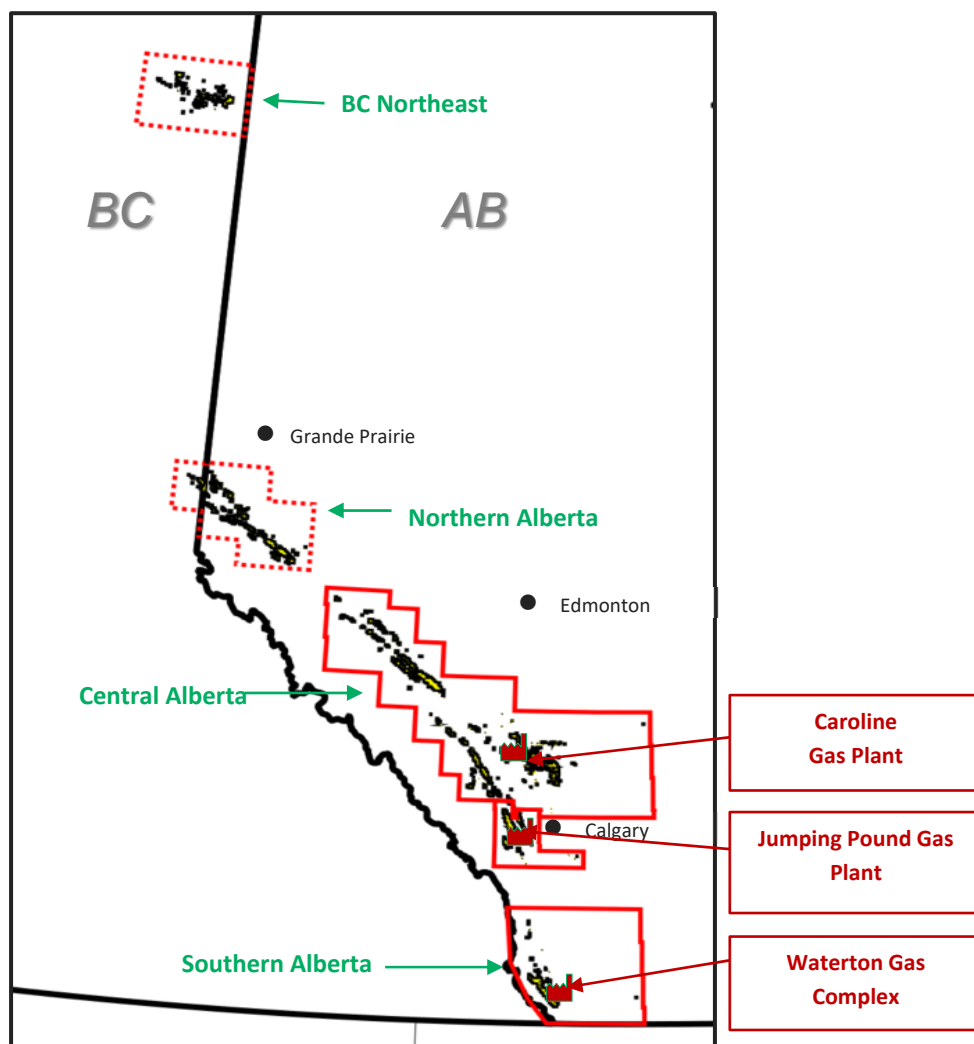 BC Northeast
BC
AB
Grande Prairie
Northern Alberta
Edmonton
Central Alberta
Caroline
Gas Plant
Calgary
Jumping Pound Gas
Plant
Southern Alberta
Waterton Gas
Complex